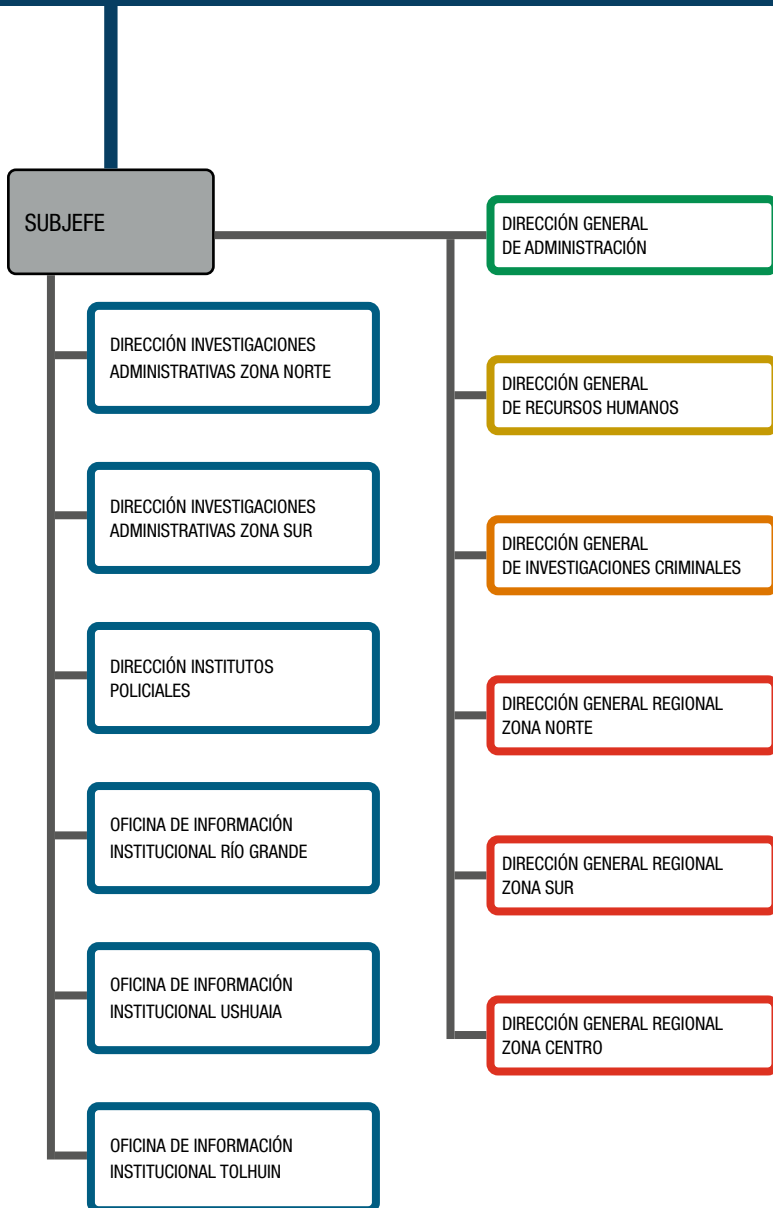 SUBJEFE
DIRECCIÓN INVESTIGACIONES
ADMINISTRATIVAS ZONA NORTE
DIRECCIÓN INVESTIGACIONES
ADMINISTRATIVAS ZONA SUR
DIRECCIÓN INSTITUTOS
POLICIALES
OFICINA DE INFORMACIÓN
INSTITUCIONAL RÍO GRANDE
OFICINA DE INFORMACIÓN
INSTITUCIONAL USHUAIA
OFICINA DE INFORMACIÓN
INSTITUCIONAL TOLHUIN
DIRECCIÓN GENERAL
DE ADMINISTRACIÓN
DIRECCIÓN GENERAL
DE RECURSOS HUMANOS
DIRECCIÓN GENERAL
DE INVESTIGACIONES CRIMINALES
DIRECCIÓN GENERAL REGIONAL
ZONA NORTE
DIRECCIÓN GENERAL REGIONAL
ZONA SUR
DIRECCIÓN GENERAL REGIONAL
ZONA CENTRO